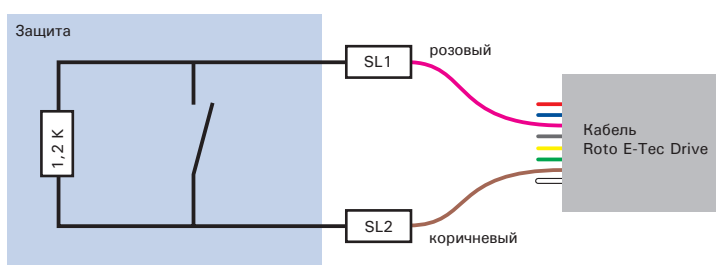 Защита
SL1
розовый
1,2 K
Кабель
Roto E-Tec Drive
SL2
коричневый